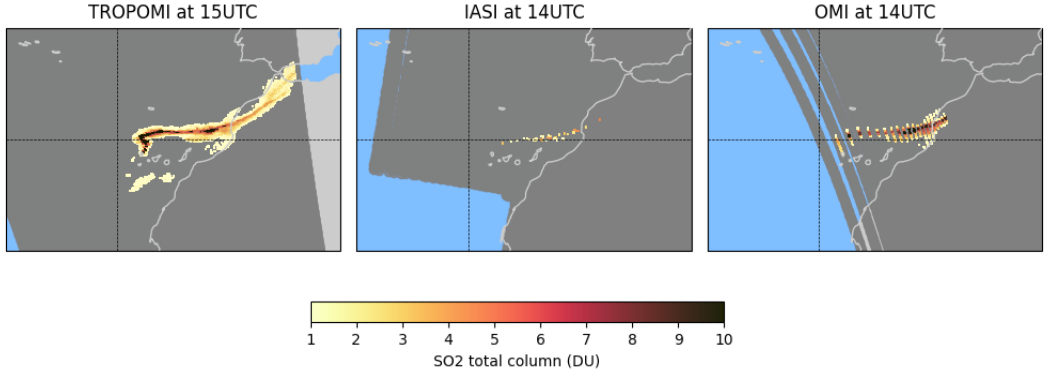 TROPOMI at 15UTC
IASI at 14UTC
OMI at 14UTC
1 2 3 4 5 6 7 8 9 10
SO2 total column (DU)